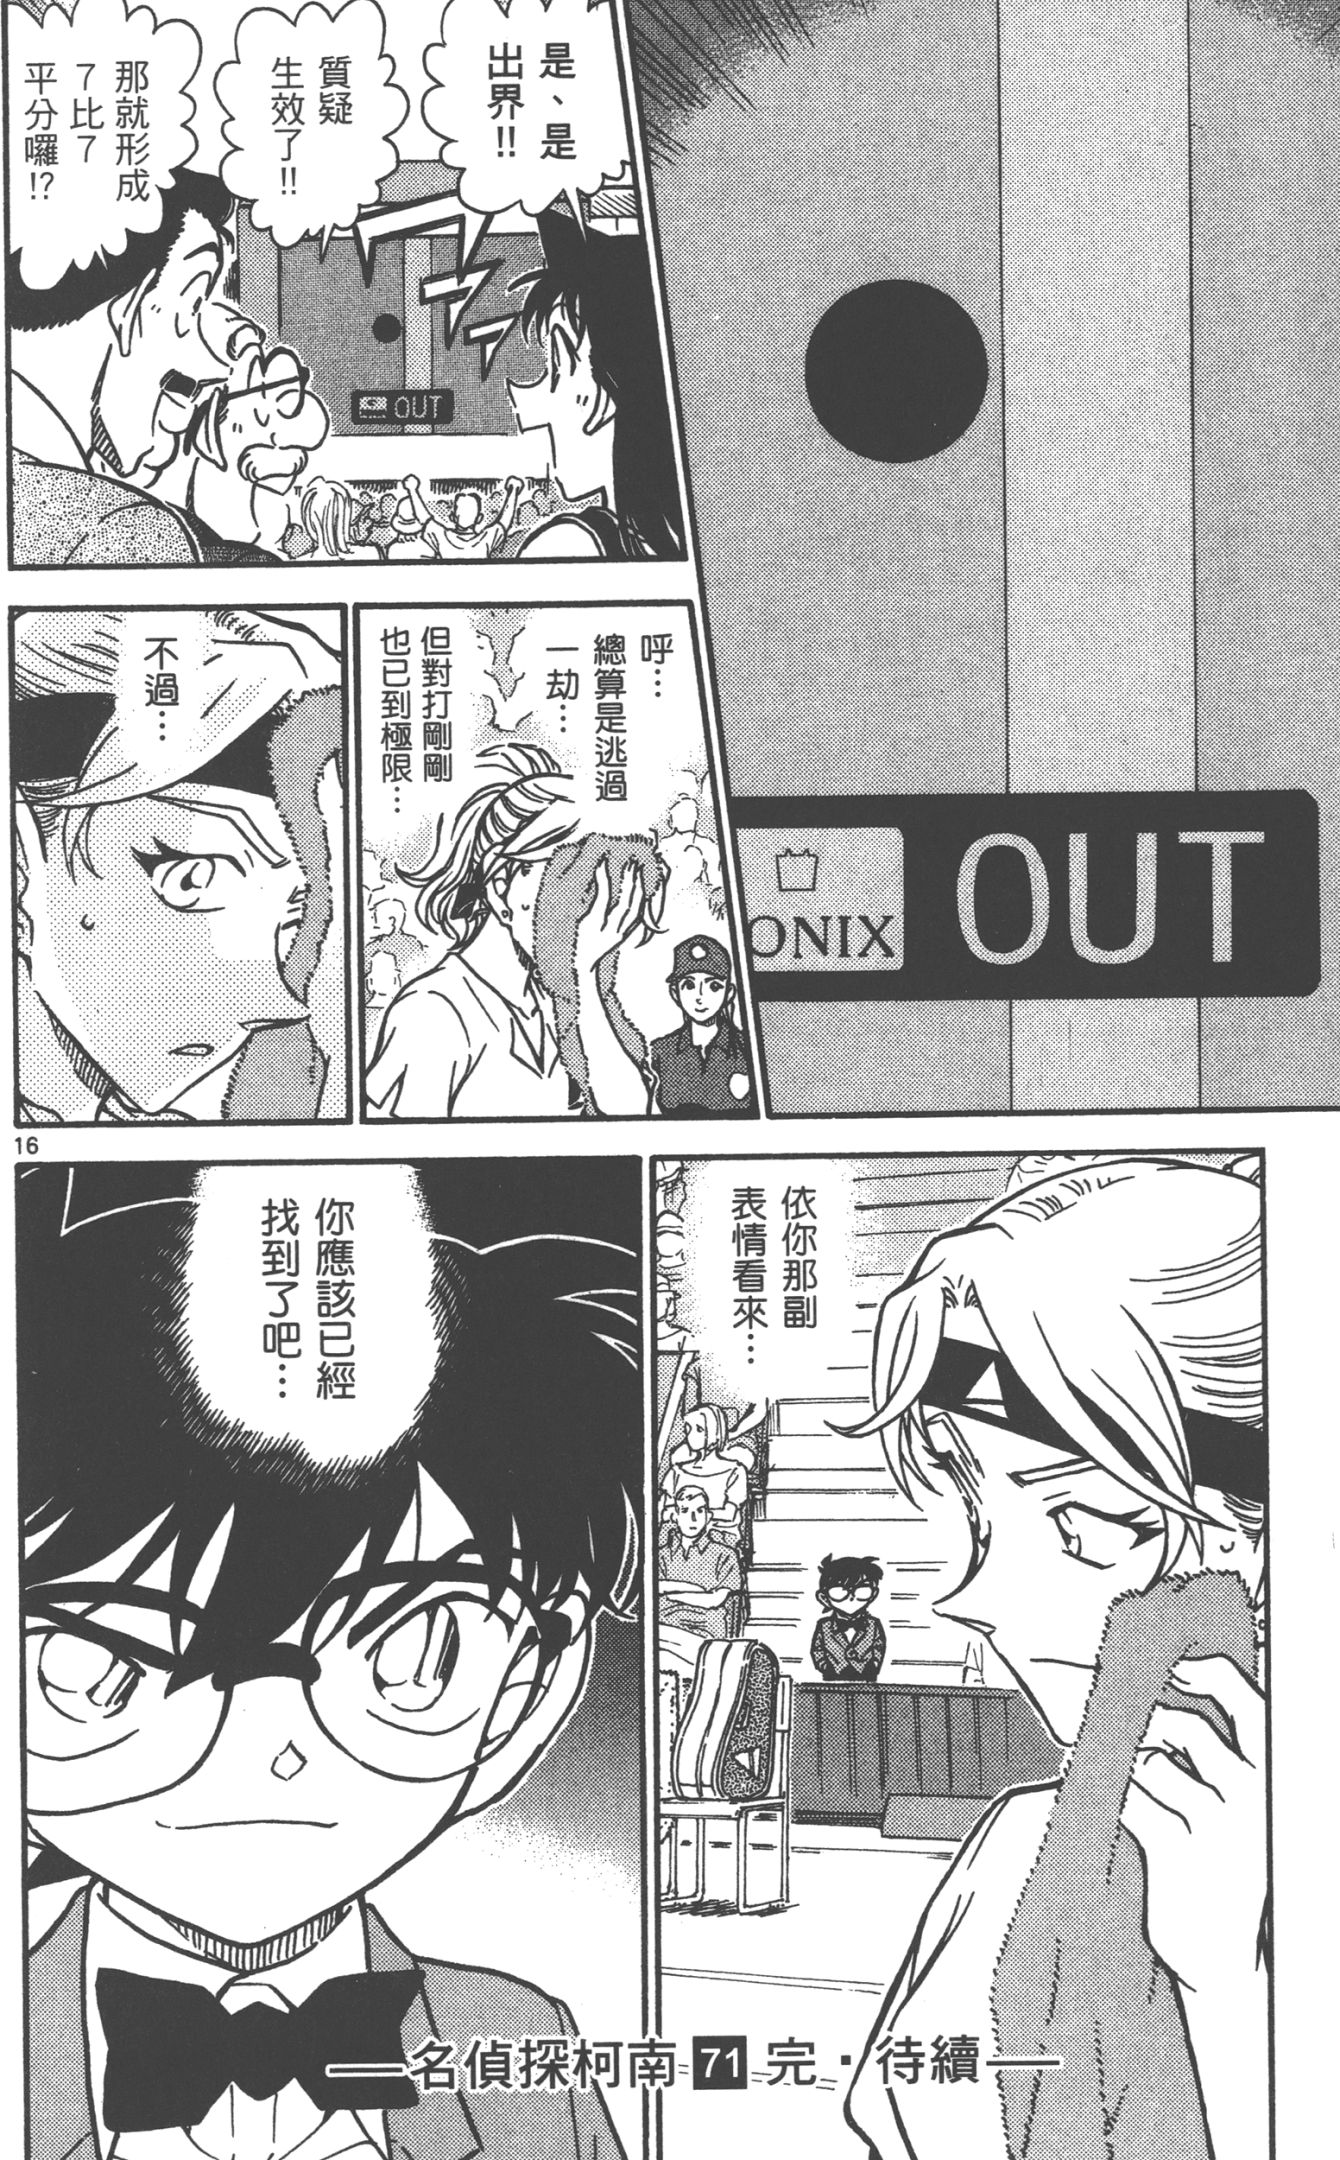 ONIX
OUT
是、是
出界!!
質疑
生效了!!
那就形成
7比7
平分囉!?
OUT
呼…
總算是逃過
一劫…
但對打剛剛
也已到極限…
不過…
16
依你那副
表情看來…
你應該已經
找到了吧…
—名偵探柯南 71 完・待續—